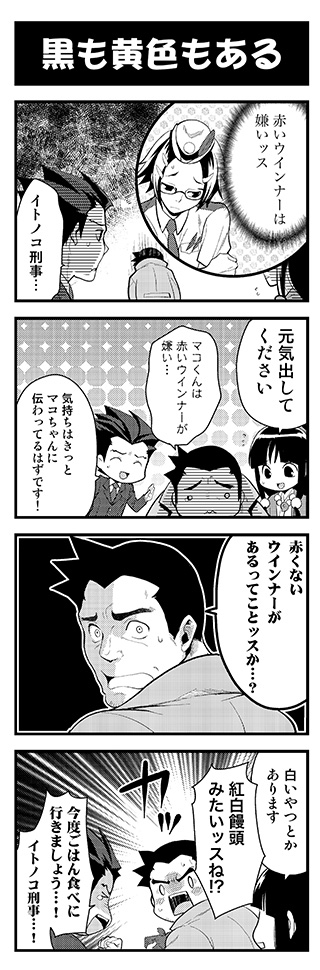 黒も黄色もある
赤いウインナーは
嫌いッス
イトノコ刑事…
元気出して
ください
マコくんは
赤いウインナーが
嫌い…
気持ちはきっと
マコちゃんに
伝わってるはずです!
赤くない
ウインナーが
あるってことッスか…?
白いやつとか
あります
紅白饅頭
みたいッスね!?
ガッ
今度ごはん食べに
行きましょう…!
イトノコ刑事…!